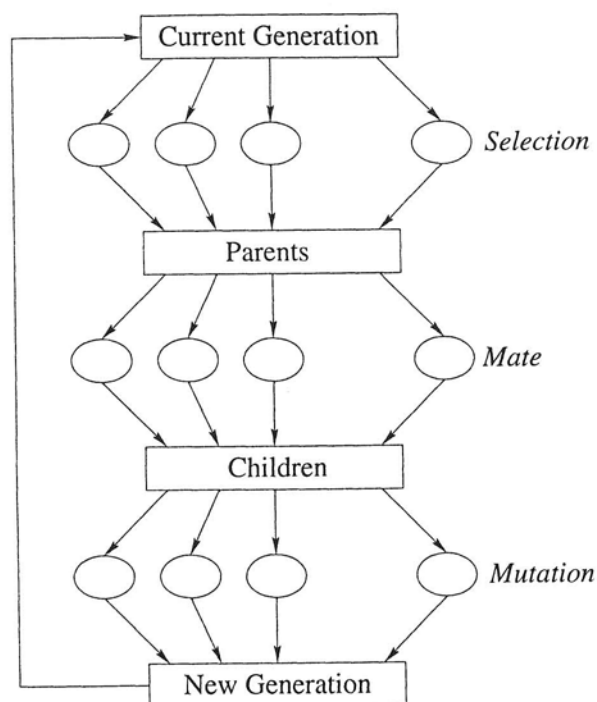 Current Generation
Selection
Parents
Mate
Children
Mutation
New Generation